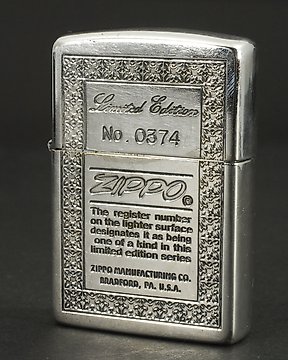 Limited Edition
No. 0374
ZIPPO®
The register number
on the lighter surface
designates it as being
one of a kind in this
limited edition series
ZIPPO MANUFACTURING CO.
BRADFORD, PA. U.S.A.